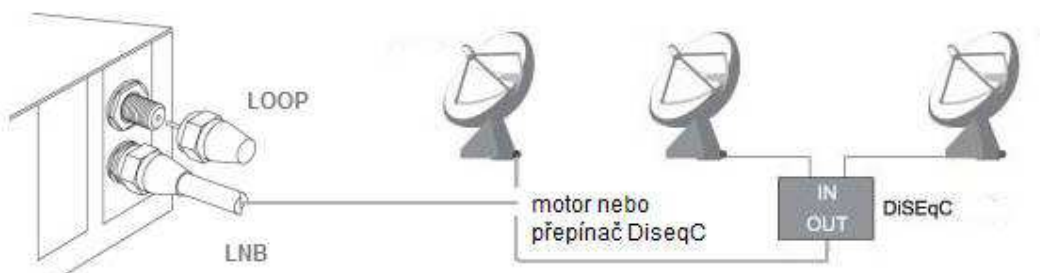 LOOP
LNB
motor nebo
přepínač DiseqC
IN
OUT
DiSEqC